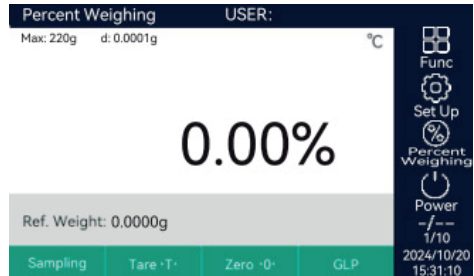 Percent Weighing USER:
Max: 220g d: 0.0001g °C
0.00%
Ref. Weight: 0.0000g
Sampling Tare ·T· Zero ·0· GLP
Func
Set Up
%
Percent
Weighing
Power
-/--
1/10
2024/10/20
15:31:10